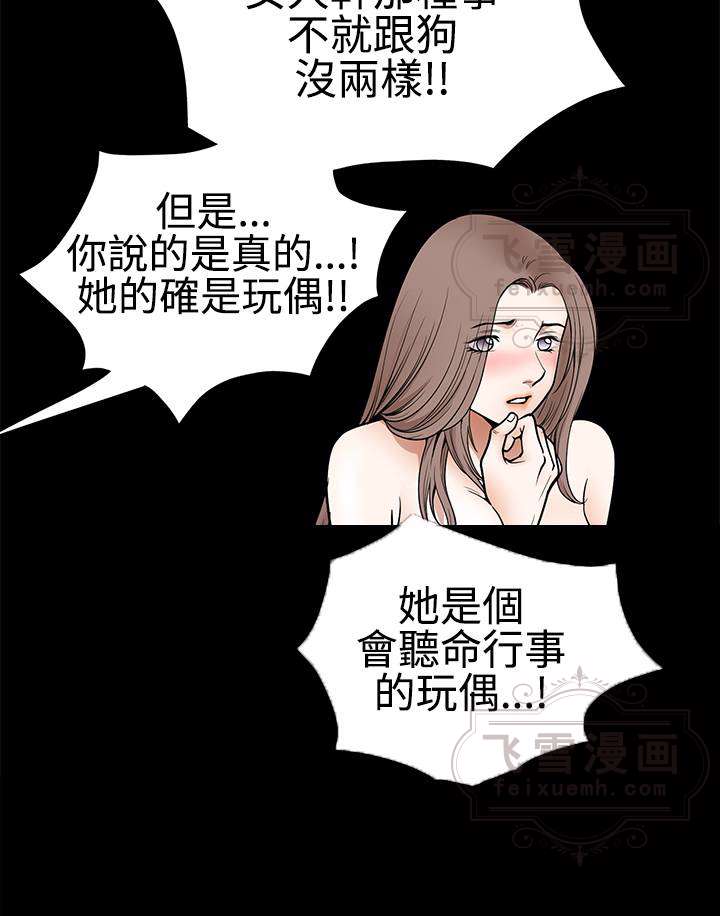 不就跟狗
沒兩樣!!
但是...
你說的是真的...!
她的確是玩偶!!
飞雪漫画
feixuemh.com
她是個
會聽命行事
的玩偶...!
飞雪漫画
feixuemh.com